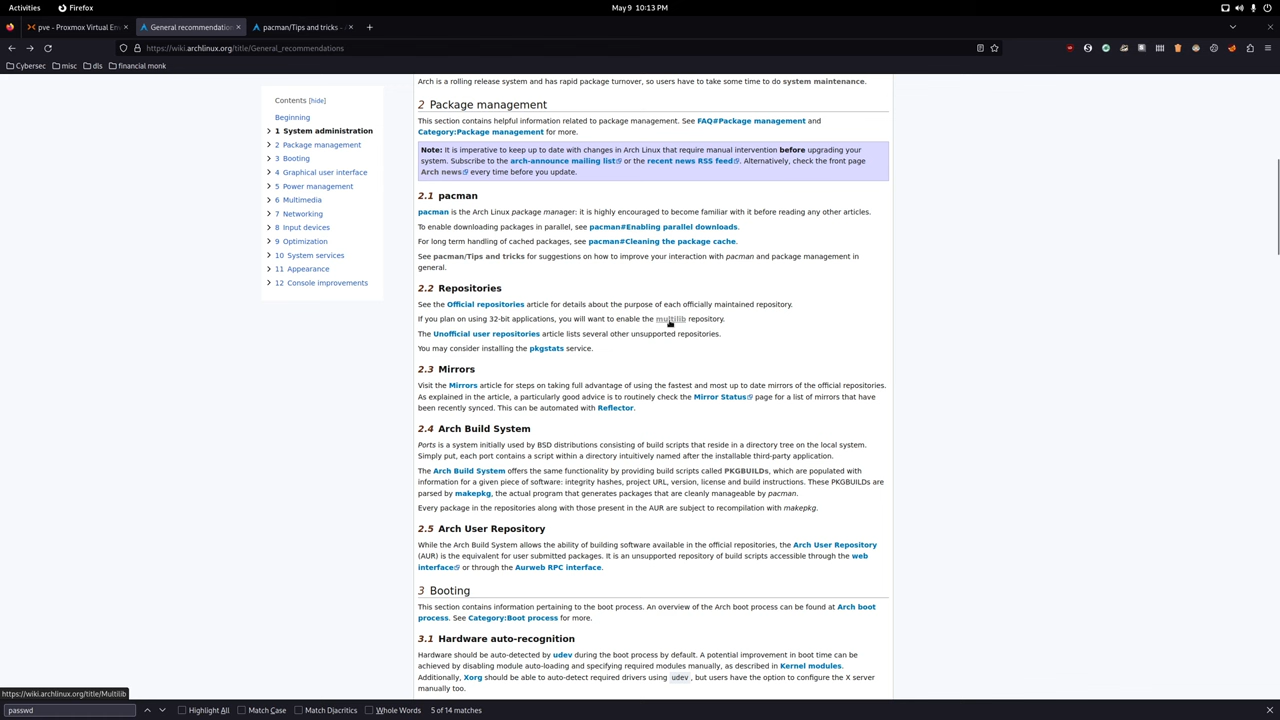 Activities Firefox May 9 10:13 PM
pve - Proxmox Virtual En × General recommendation × pacman/Tips and tricks - × +
https://wiki.archlinux.org/title/General_recommendations
Cybersec misc dls financial monk
Contents [hide]
Beginning
1 System administration
2 Package management
3 Booting
4 Graphical user interface
5 Power management
6 Multimedia
7 Networking
8 Input devices
9 Optimization
10 System services
11 Appearance
12 Console improvements
Arch is a rolling release system and has rapid package turnover, so users have to take some time to do system maintenance.
2 Package management
This section contains helpful information related to package management. See FAQ#Package management and
Category:Package management for more.
Note: It is imperative to keep up to date with changes in Arch Linux that require manual intervention before upgrading your
system. Subscribe to the arch-announce mailing list or the recent news RSS feed. Alternatively, check the front page
Arch news every time before you update.
2.1 pacman
pacman is the Arch Linux package manager: it is highly encouraged to become familiar with it before reading any other articles.
To enable downloading packages in parallel, see pacman#Enabling parallel downloads.
For long term handling of cached packages, see pacman#Cleaning the package cache.
See pacman/Tips and tricks for suggestions on how to improve your interaction with pacman and package management in
general.
2.2 Repositories
See the Official repositories article for details about the purpose of each officially maintained repository.
If you plan on using 32-bit applications, you will want to enable the multilib repository.
The Unofficial user repositories article lists several other unsupported repositories.
You may consider installing the pkgstats service.
2.3 Mirrors
Visit the Mirrors article for steps on taking full advantage of using the fastest and most up to date mirrors of the official repositories.
As explained in the article, a particularly good advice is to routinely check the Mirror Status page for a list of mirrors that have
been recently synced. This can be automated with Reflector.
2.4 Arch Build System
Ports is a system initially used by BSD distributions consisting of build scripts that reside in a directory tree on the local system.
Simply put, each port contains a script within a directory intuitively named after the installable third-party application.
The Arch Build System offers the same functionality by providing build scripts called PKGBUILDs, which are populated with
information for a given piece of software: integrity hashes, project URL, version, license and build instructions. These PKGBUILDs are
parsed by makepkg, the actual program that generates packages that are cleanly manageable by pacman.
Every package in the repositories along with those present in the AUR are subject to recompilation with makepkg.
2.5 Arch User Repository
While the Arch Build System allows the ability of building software available in the official repositories, the Arch User Repository
(AUR) is the equivalent for user submitted packages. It is an unsupported repository of build scripts accessible through the web
interface or through the Aurweb RPC interface.
3 Booting
This section contains information pertaining to the boot process. An overview of the Arch boot process can be found at Arch boot
process. See Category:Boot process for more.
3.1 Hardware auto-recognition
Hardware should be auto-detected by udev during the boot process by default. A potential improvement in boot time can be
achieved by disabling module auto-loading and specifying required modules manually, as described in Kernel modules.
Additionally, Xorg should be able to auto-detect required drivers using udev, but users have the option to configure the X server
manually too.
https://wiki.archlinux.org/title/Multilib
passwd Highlight All Match Case Match Diacritics Whole Words 5 of 14 matches